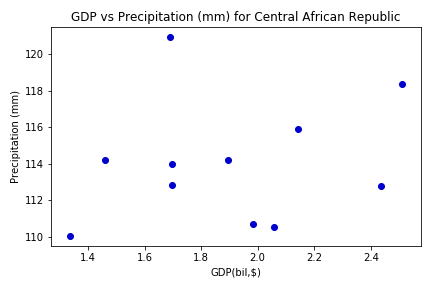 GDP vs Precipitation (mm) for Central African Republic
120
118
116
114
112
110
Precipitation (mm)
1.4 1.6 1.8 2.0 2.2 2.4
GDP(bil,$)